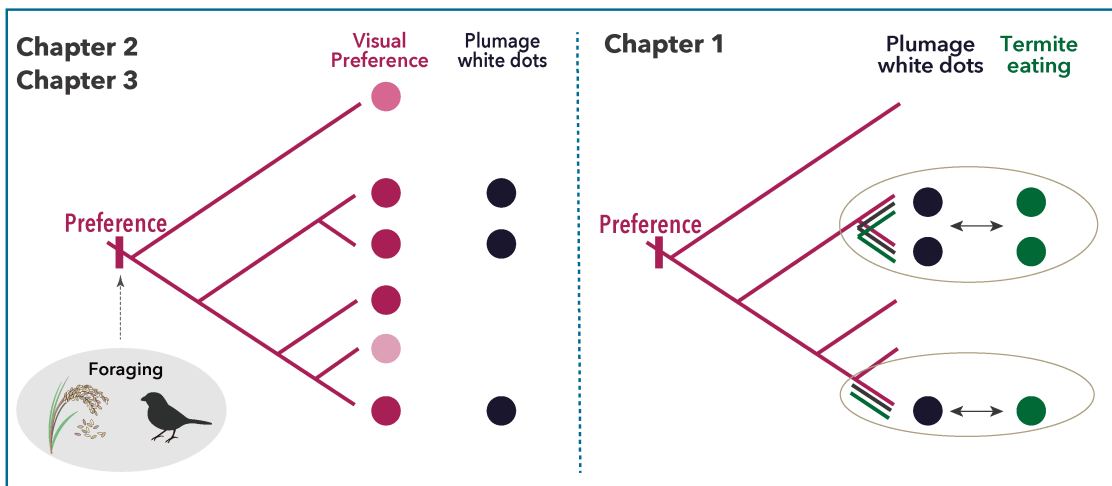 Chapter 2
Chapter 3
Visual
Preference
Plumage
white dots
Preference
Foraging
Chapter 1
Plumage
white dots
Termite
eating
Preference